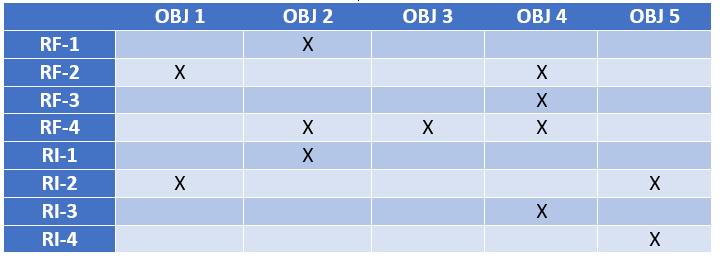 OBJ 1 OBJ 2 OBJ 3 OBJ 4 OBJ 5
RF-1 X
RF-2 X X
RF-3 X
RF-4 X X X
RI-1 X
RI-2 X X
RI-3 X
RI-4 X